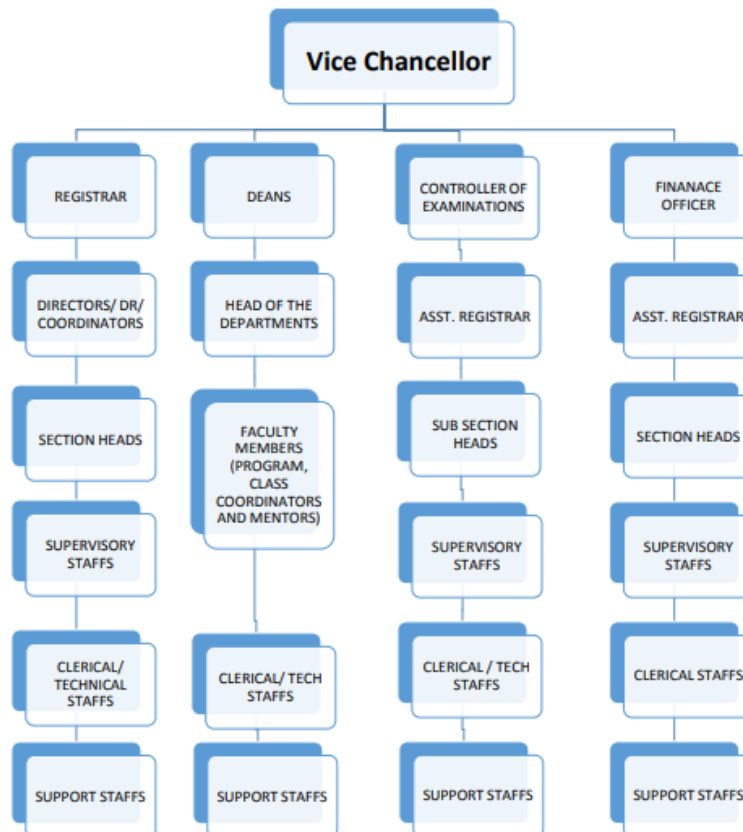 Vice Chancellor
REGISTRAR
DEANS
CONTROLLER OF
EXAMINATIONS
FINANACE
OFFICER
DIRECTORS/ DR/
COORDINATORS
HEAD OF THE
DEPARTMENTS
ASST. REGISTRAR
ASST. REGISTRAR
SECTION HEADS
FACULTY
MEMBERS
(PROGRAM,
CLASS
COORDINATORS
AND MENTORS)
SUB SECTION
HEADS
SECTION HEADS
SUPERVISORY
STAFFS
SUPERVISORY
STAFFS
SUPERVISORY
STAFFS
CLERICAL/
TECHNICAL
STAFFS
CLERICAL/ TECH
STAFFS
CLERICAL / TECH
STAFFS
CLERICAL STAFFS
SUPPORT STAFFS
SUPPORT STAFFS
SUPPORT STAFFS
SUPPORT STAFFS